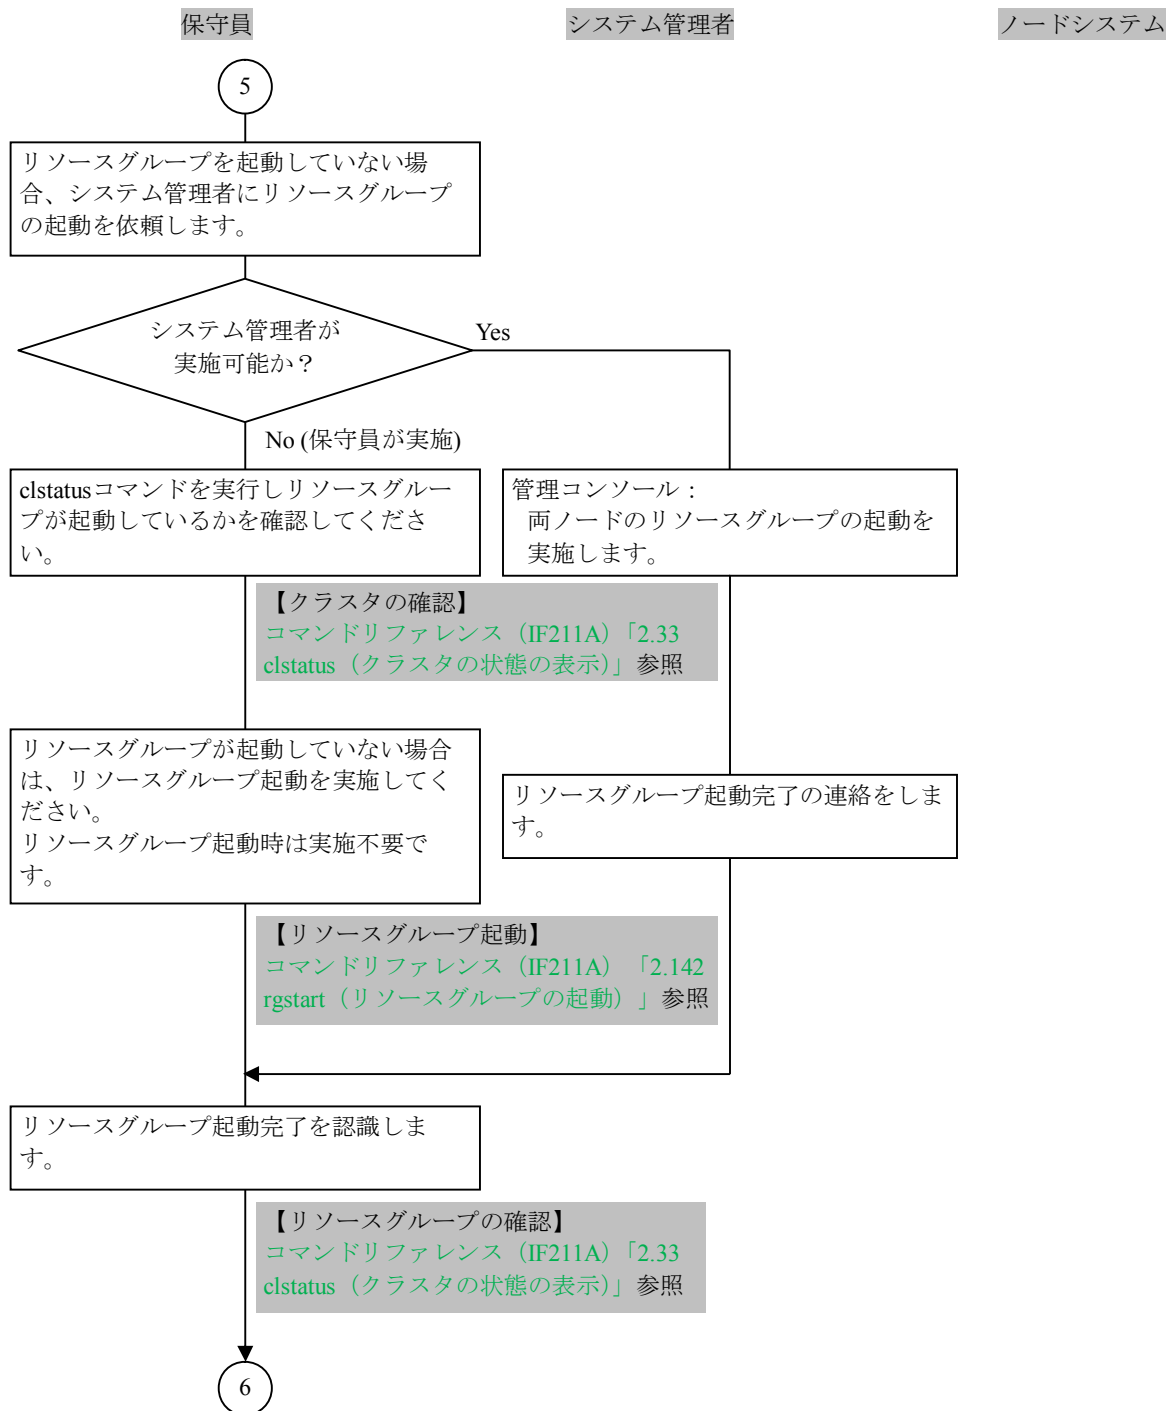 保守員
システム管理者
ノードシステム
5
リソースグループを起動していない場
合、システム管理者にリソースグループ
の起動を依頼します。
システム管理者が
実施可能か？
Yes
No (保守員が実施)
clstatusコマンドを実行しリソースグルー
プが起動しているかを確認してくださ
い。
管理コンソール：
両ノードのリソースグループの起動を
実施します。
【クラスタの確認】
コマンドリファレンス（IF211A）「2.33
clstatus（クラスタの状態の表示）」参照
リソースグループが起動していない場合
は、リソースグループ起動を実施してく
ださい。
リソースグループ起動時は実施不要で
す。
リソースグループ起動完了の連絡をしま
す。
【リソースグループ起動】
コマンドリファレンス（IF211A）「2.142
rgstart（リソースグループの起動）」参照
リソースグループ起動完了を認識しま
す。
【リソースグループの確認】
コマンドリファレンス（IF211A）「2.33
clstatus（クラスタの状態の表示）」参照
6